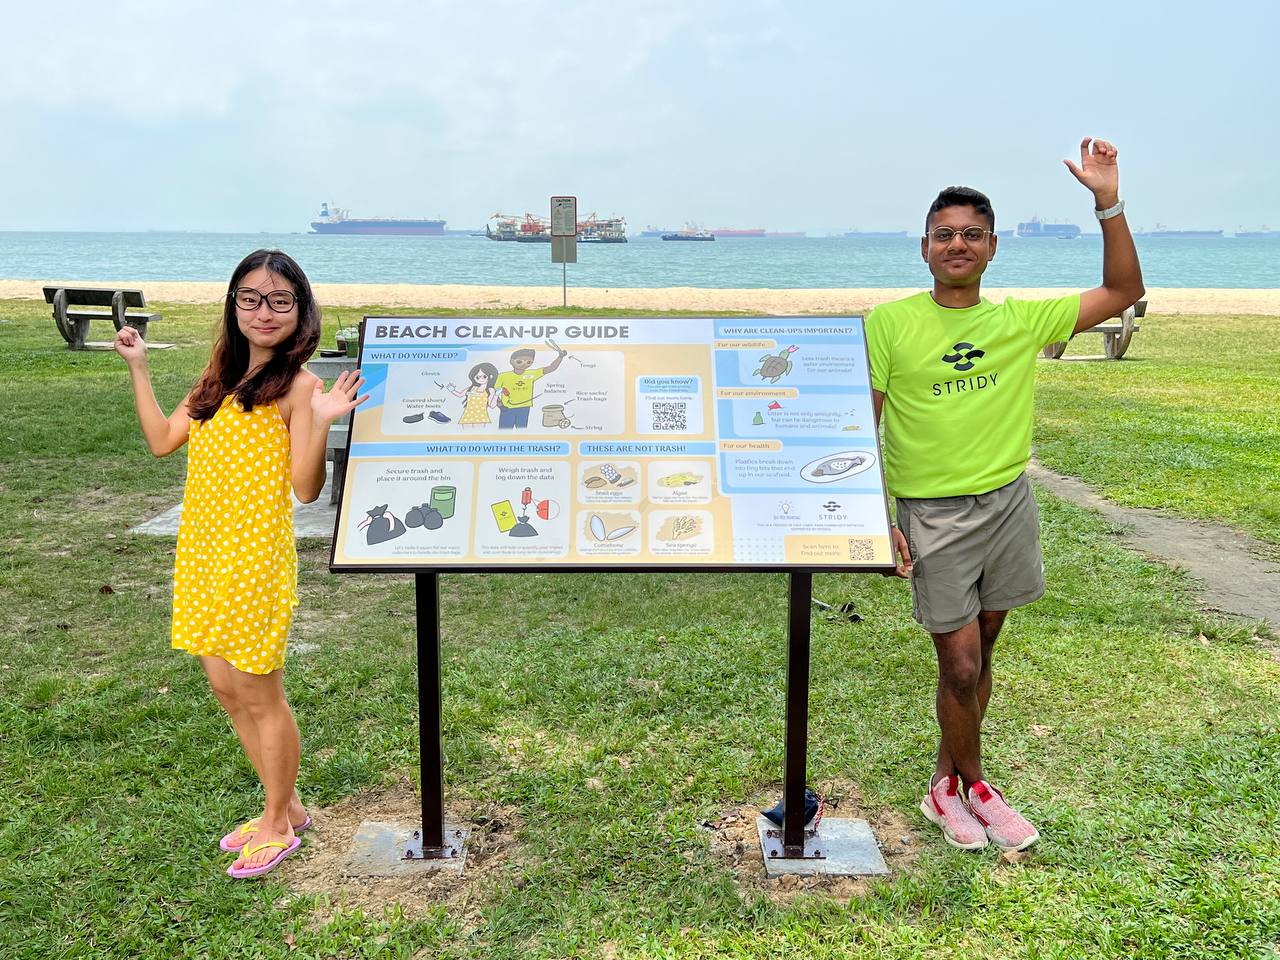 CAUTION
BEACH CLEAN-UP GUIDE
WHAT DO YOU NEED?
Gloves
Tongs
Covered shoes/
Water boots
Spring
balance
Rice sacks/
Trash bags
String
Did you know?
Find out more here:
WHAT TO DO WITH THE TRASH?
Secure trash and
place it around the bin
Weigh trash and
log down the data
THESE ARE NOT TRASH!
Snail eggs
Algae
Cuttlebone
Sea sponge
WHY ARE CLEAN-UPS IMPORTANT?
For our wildlife
Less trash means a
safer environment
for our animals!
For our environment
Litter is not only unsightly,
but can be dangerous to
humans and animals!
For our health
Plastics break down
into tiny bits that end
up in our seafood.
STRIDY
Scan here to
find out more:
STRIDY